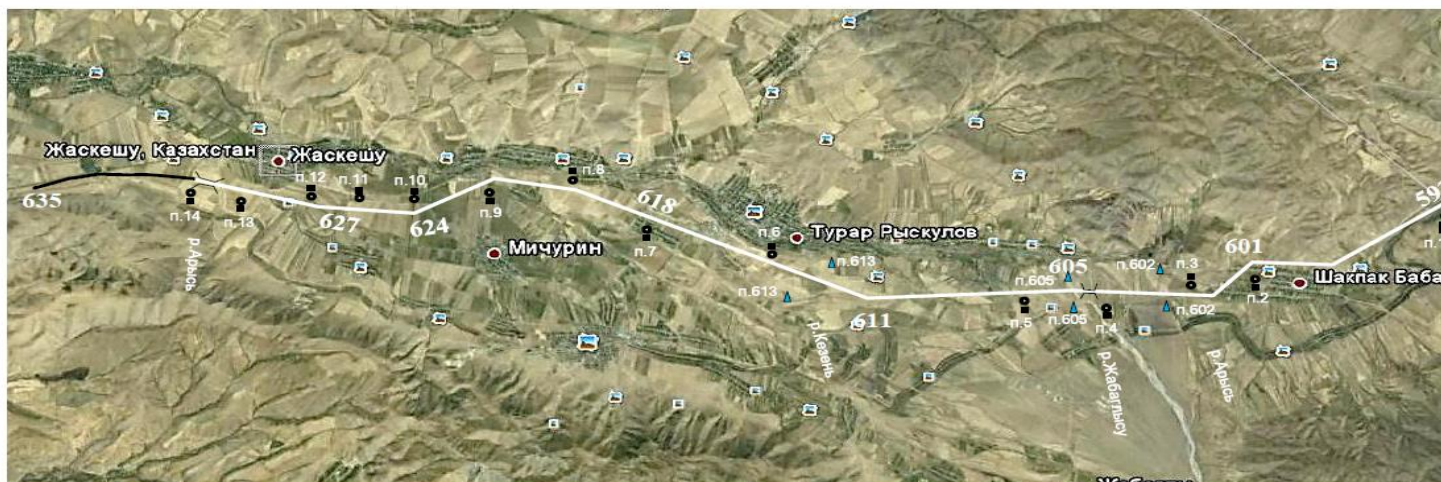 Жаскешу, Казахстан
Жаскешу
635
п.14
п.13
р.Арысь
п.12
627
п.11
п.10
624
п.9
Мичурин
п.8
618
п.7
п.6
Турар Рыскулов
п.613
п.613
р.Кезень
611
п.5
п.605
605
п.605
п.4
р.Жабаглысу
п.602
п.602
п.3
р.Арысь
601
п.2
Шакпак Баба